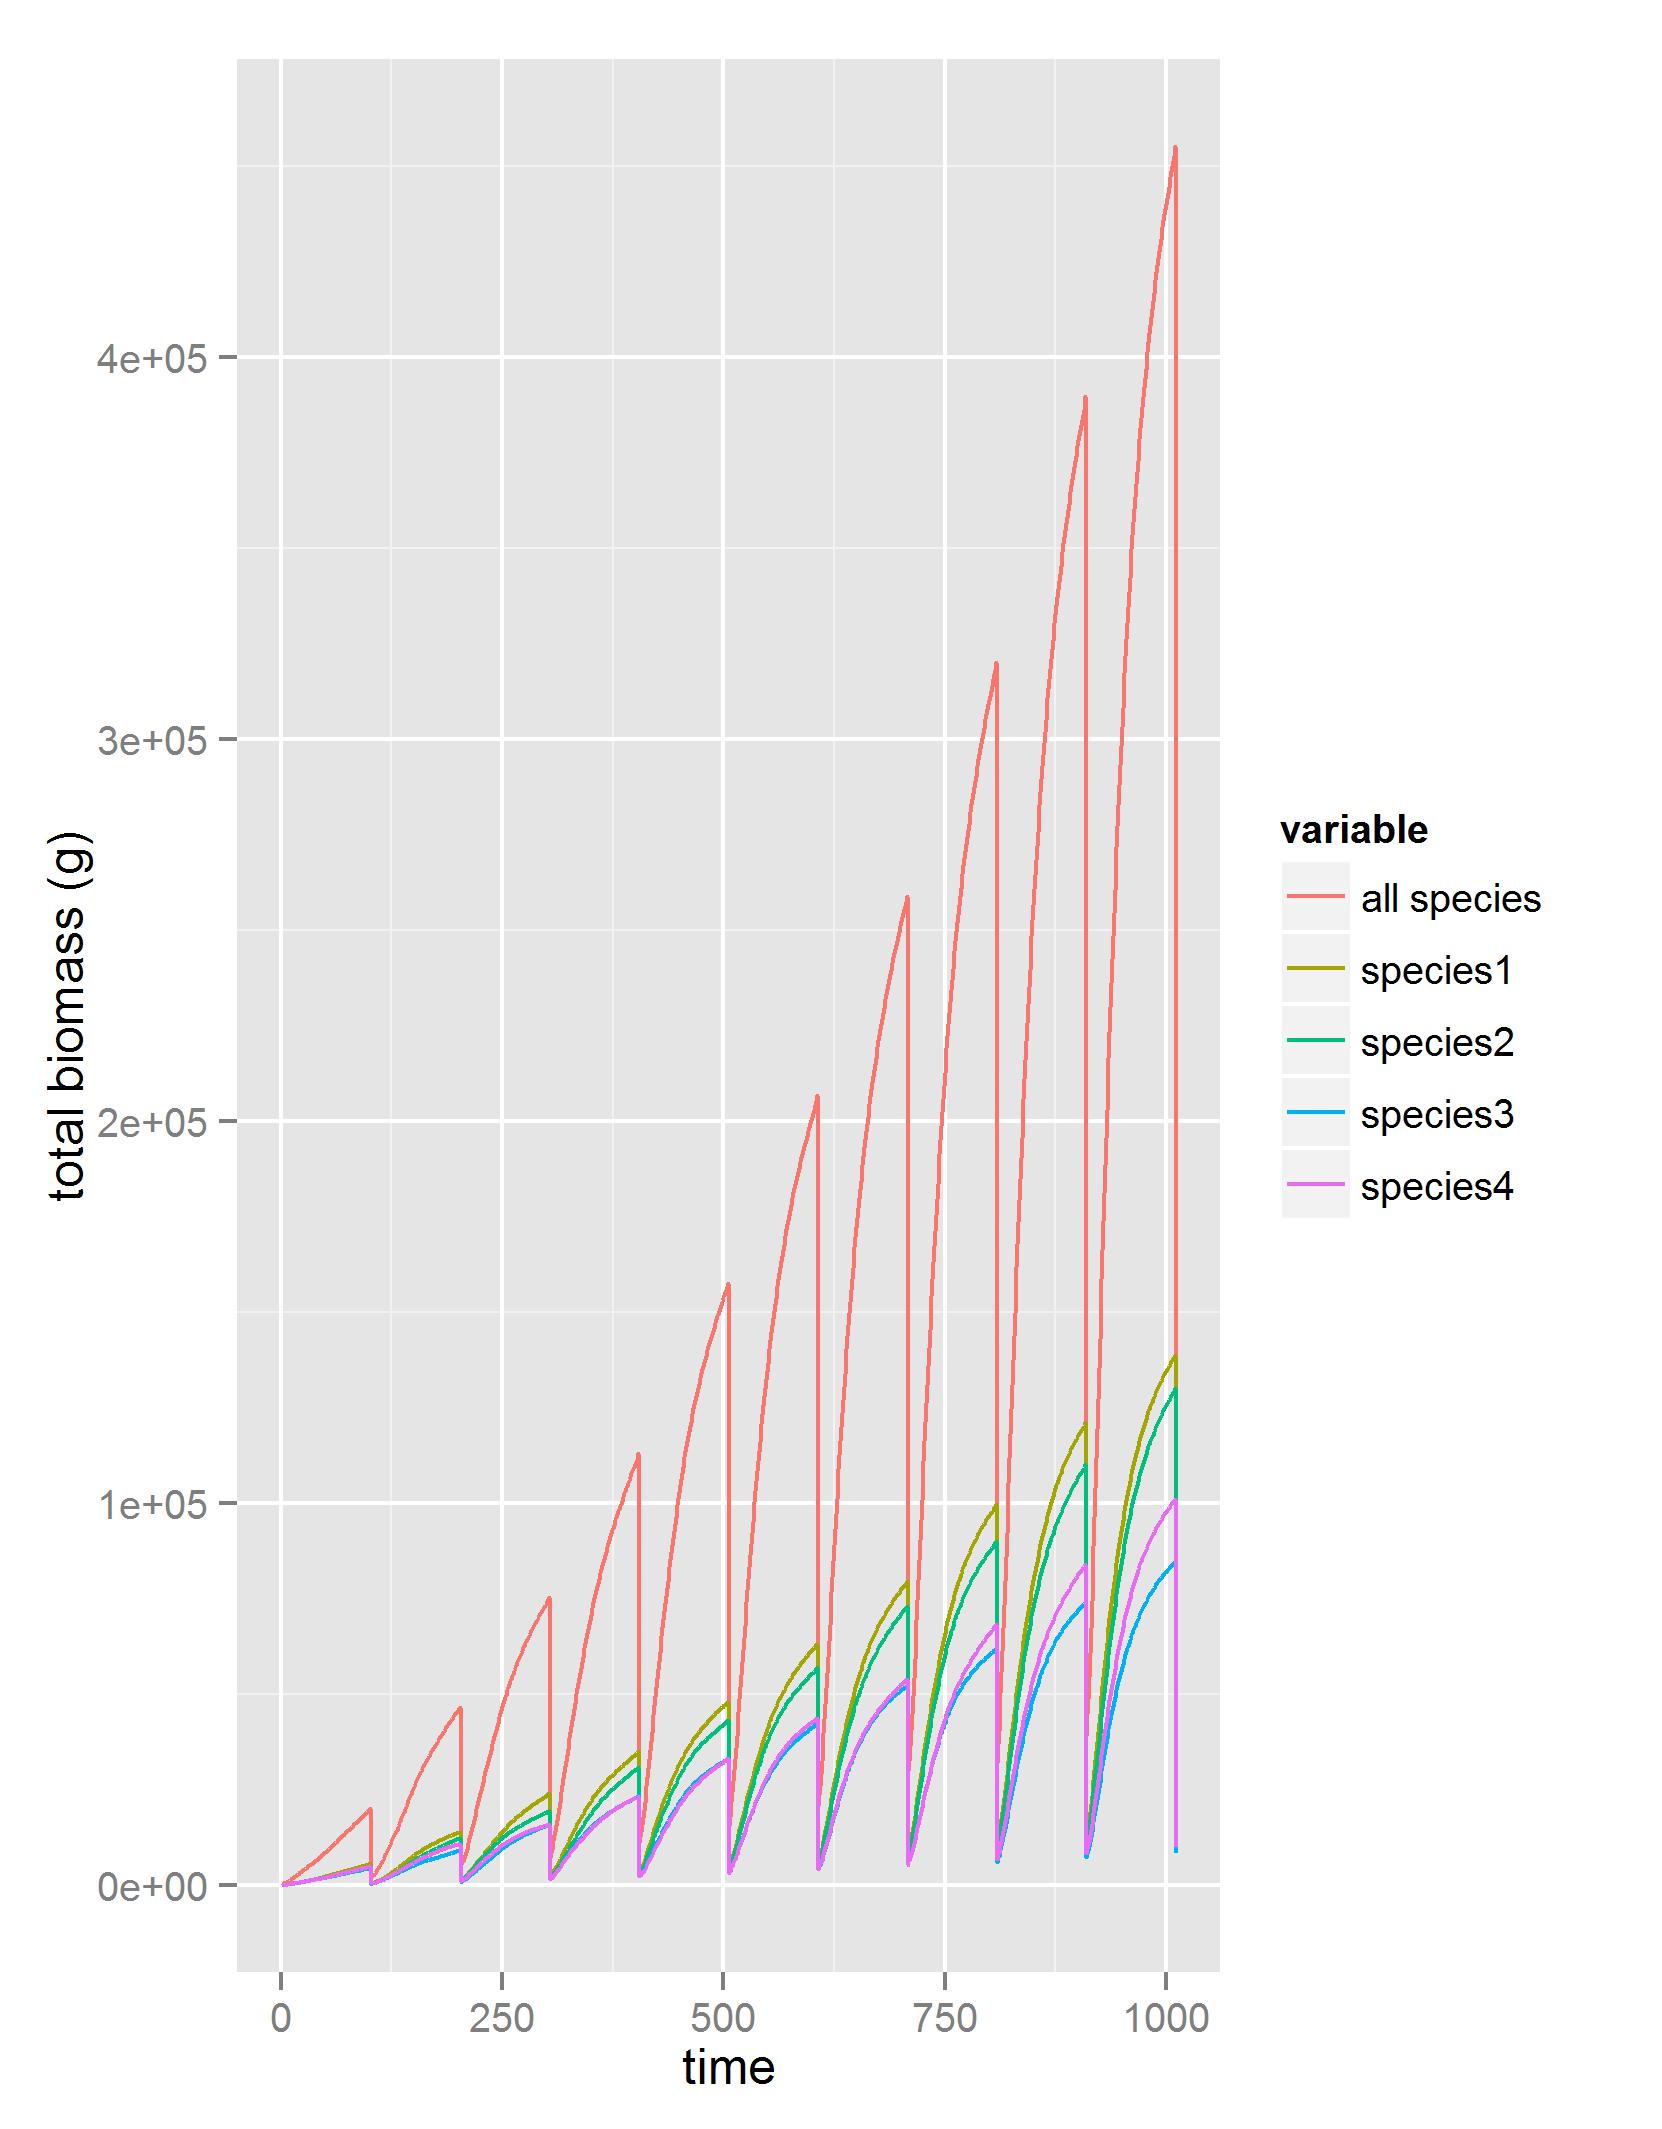 total biomass (g)
4e+05
3e+05
2e+05
1e+05
0e+00
0 250 500 750 1000
time
variable
all species
species1
species2
species3
species4